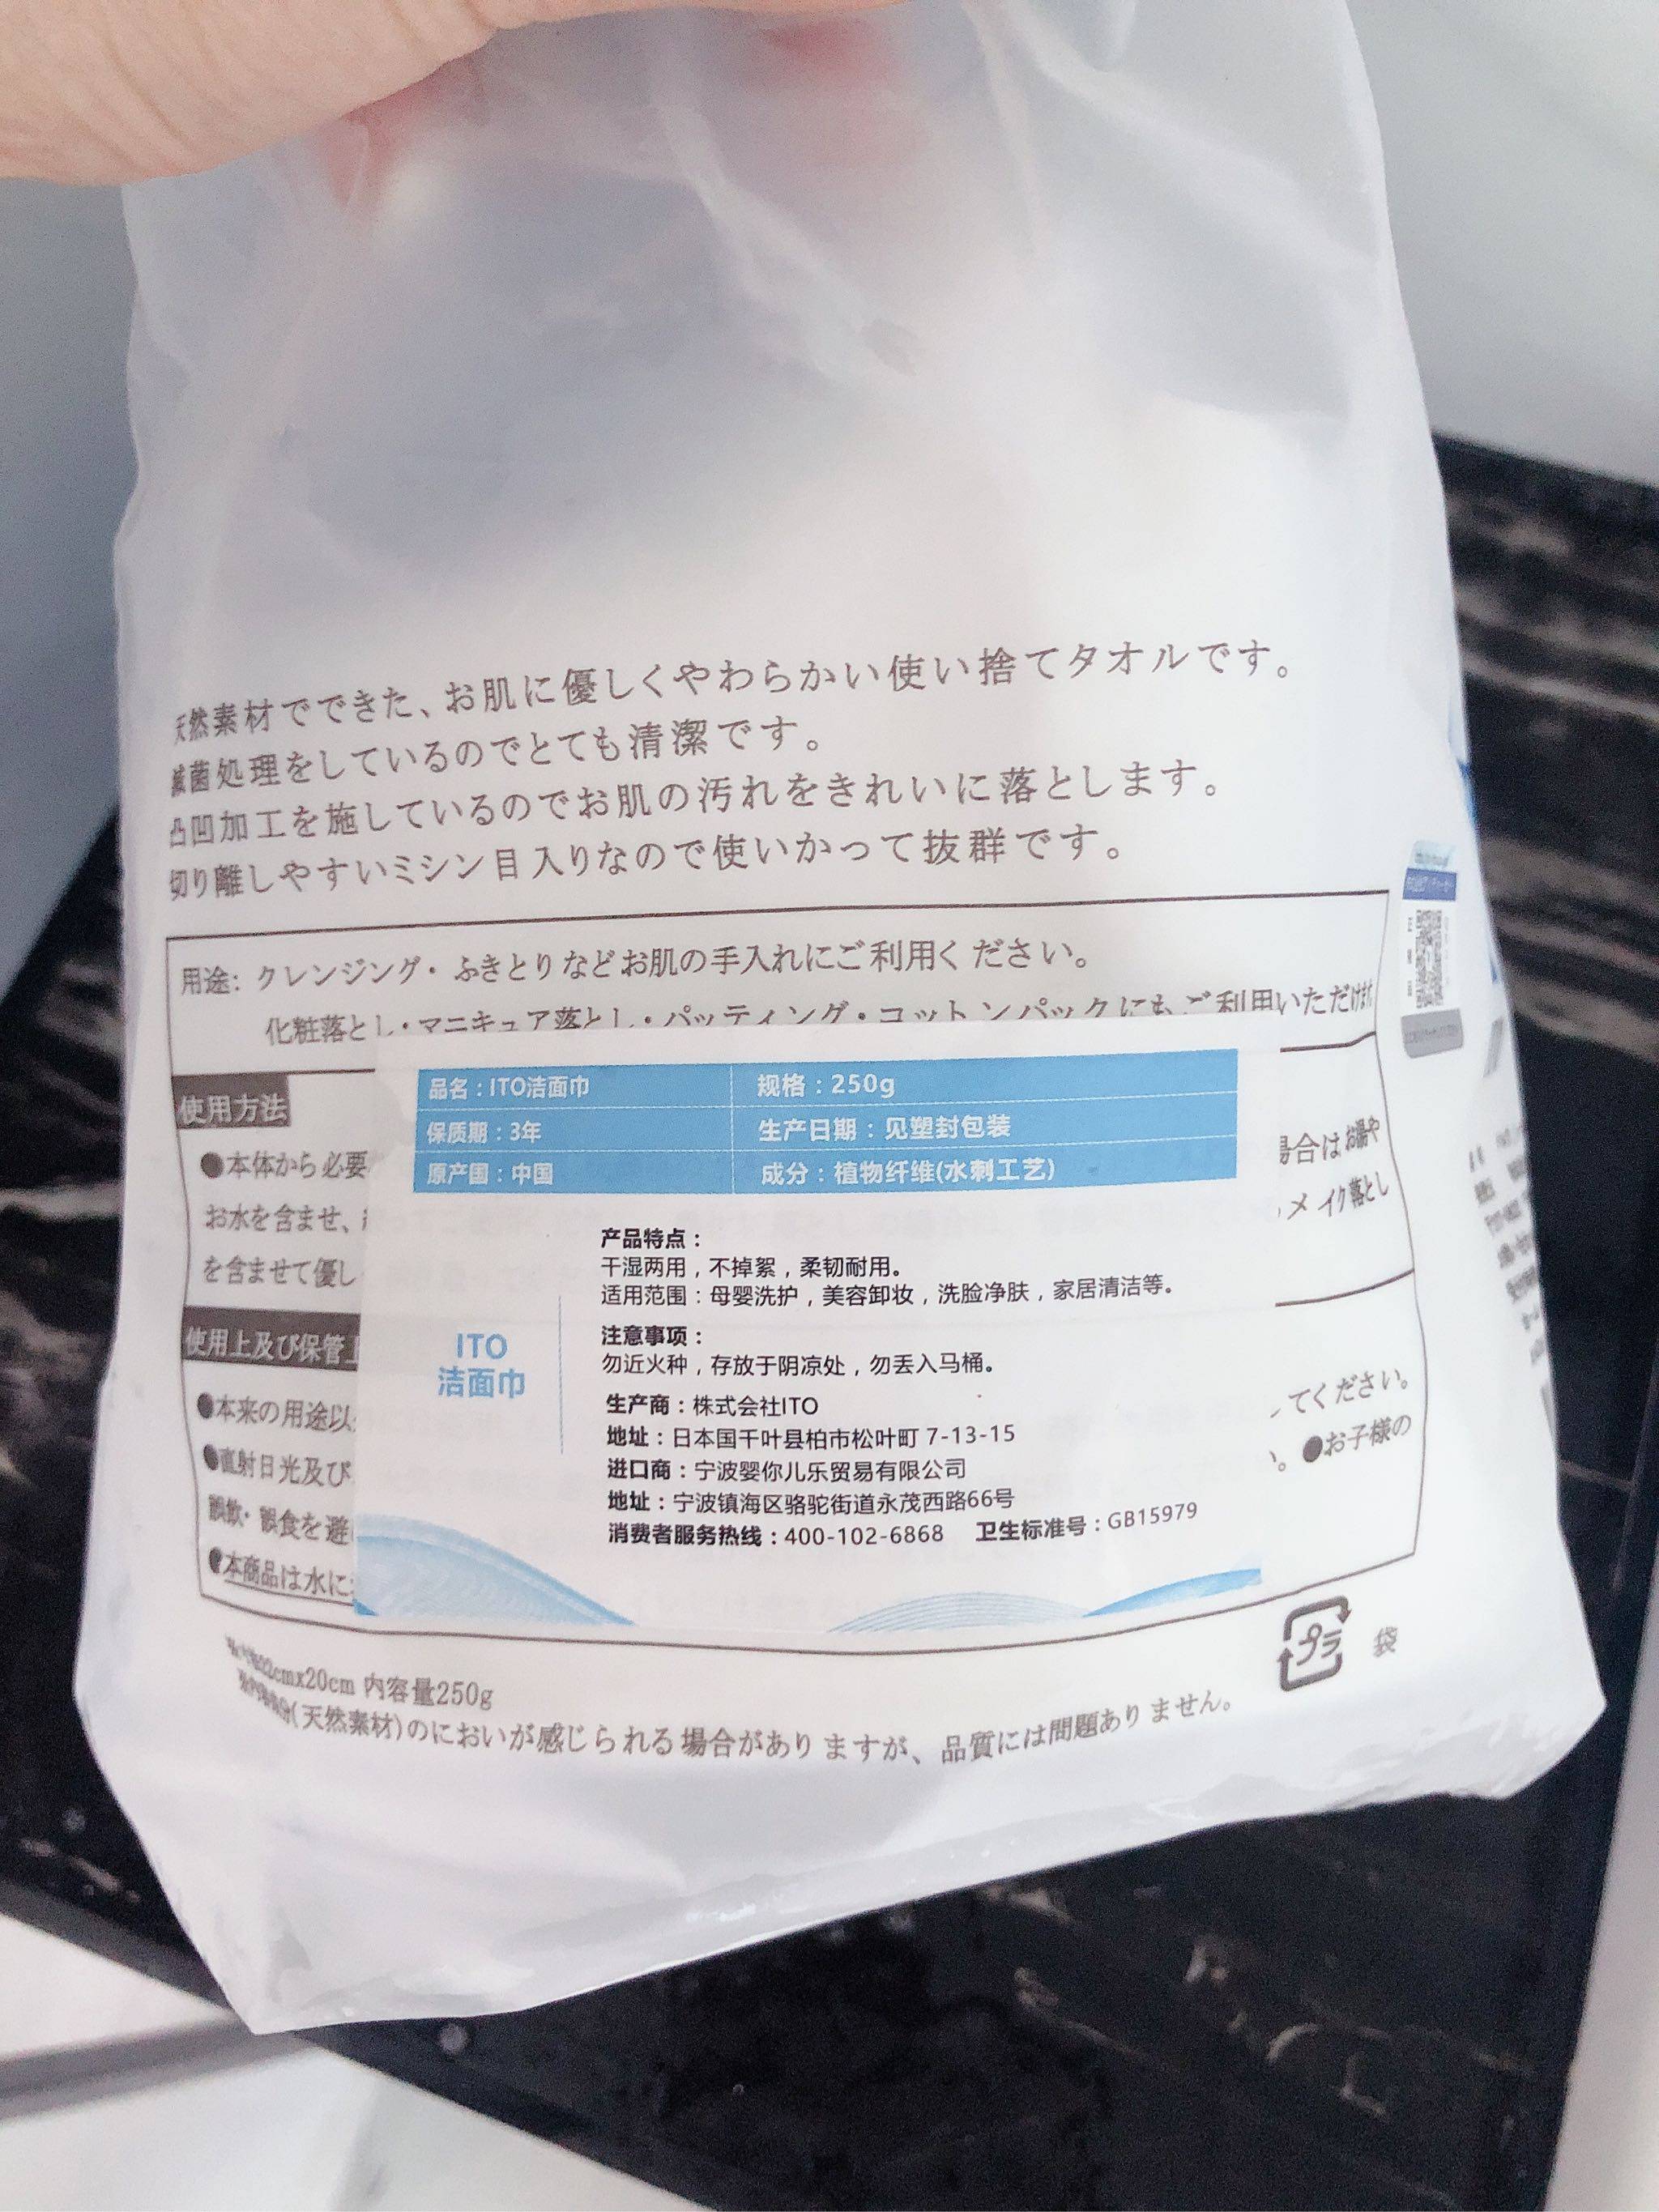 天然素材でできた、お肌に優しくやわらかい使い捨てタオルです。
滅菌処理をしているのでとても清潔です。
凸凹加工を施しているのでお肌の汚れをきれいに落とします。
切り離しやすいミシン目入りなので使いかって抜群です。
用途: クレンジング・ふきとりなどお肌の手入れにご利用ください。
化粧落とし・マニキュア落とし・パッティング・コットンパックにもご利用いただけます
使用方法
●本体から必要
場合はお湯や
お水を含ませ、
メイク落とし
を含ませて優し
使用上及び保管上
●本来の用途以
てください。
●直射日光及び
。●お子様の
誤飲・誤食を避
●本商品は水に
品名：ITO洁面巾 规格：250g
保质期：3年 生产日期：见塑封包装
原产国：中国 成分：植物纤维(水刺工艺)
ITO
洁面巾
产品特点：
干湿两用，不掉絮，柔韧耐用。
适用范围：母婴洗护，美容卸妆，洗脸净肤，家居清洁等。
注意事项：
勿近火种，存放于阴凉处，勿丢入马桶。
生产商：株式会社ITO
地址：日本国千叶县柏市松叶町 7-13-15
进口商：宁波婴你儿乐贸易有限公司
地址：宁波镇海区骆驼街道永茂西路66号
消费者服务热线：400-102-6868 卫生标准号：GB15979
22cmx20cm 内容量250g
(天然素材)のにおいが感じられる場合がありますが、品質には問題ありません。
プラ 袋